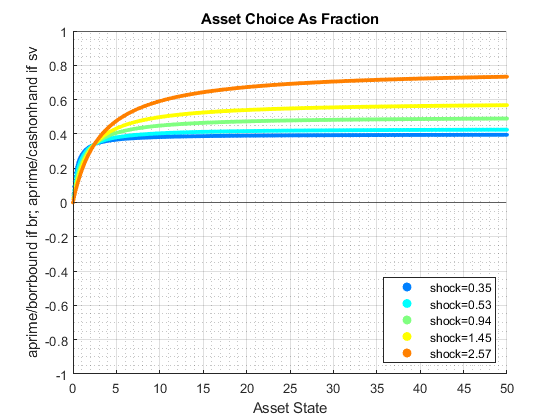 Asset Choice As Fraction
aprime/borrbound if br; aprime/cashonhand if sv
1
0.8
0.6
0.4
0.2
0
-0.2
-0.4
-0.6
-0.8
-1
0 5 10 15 20 25 30 35 40 45 50
Asset State
shock=0.35
shock=0.53
shock=0.94
shock=1.45
shock=2.57